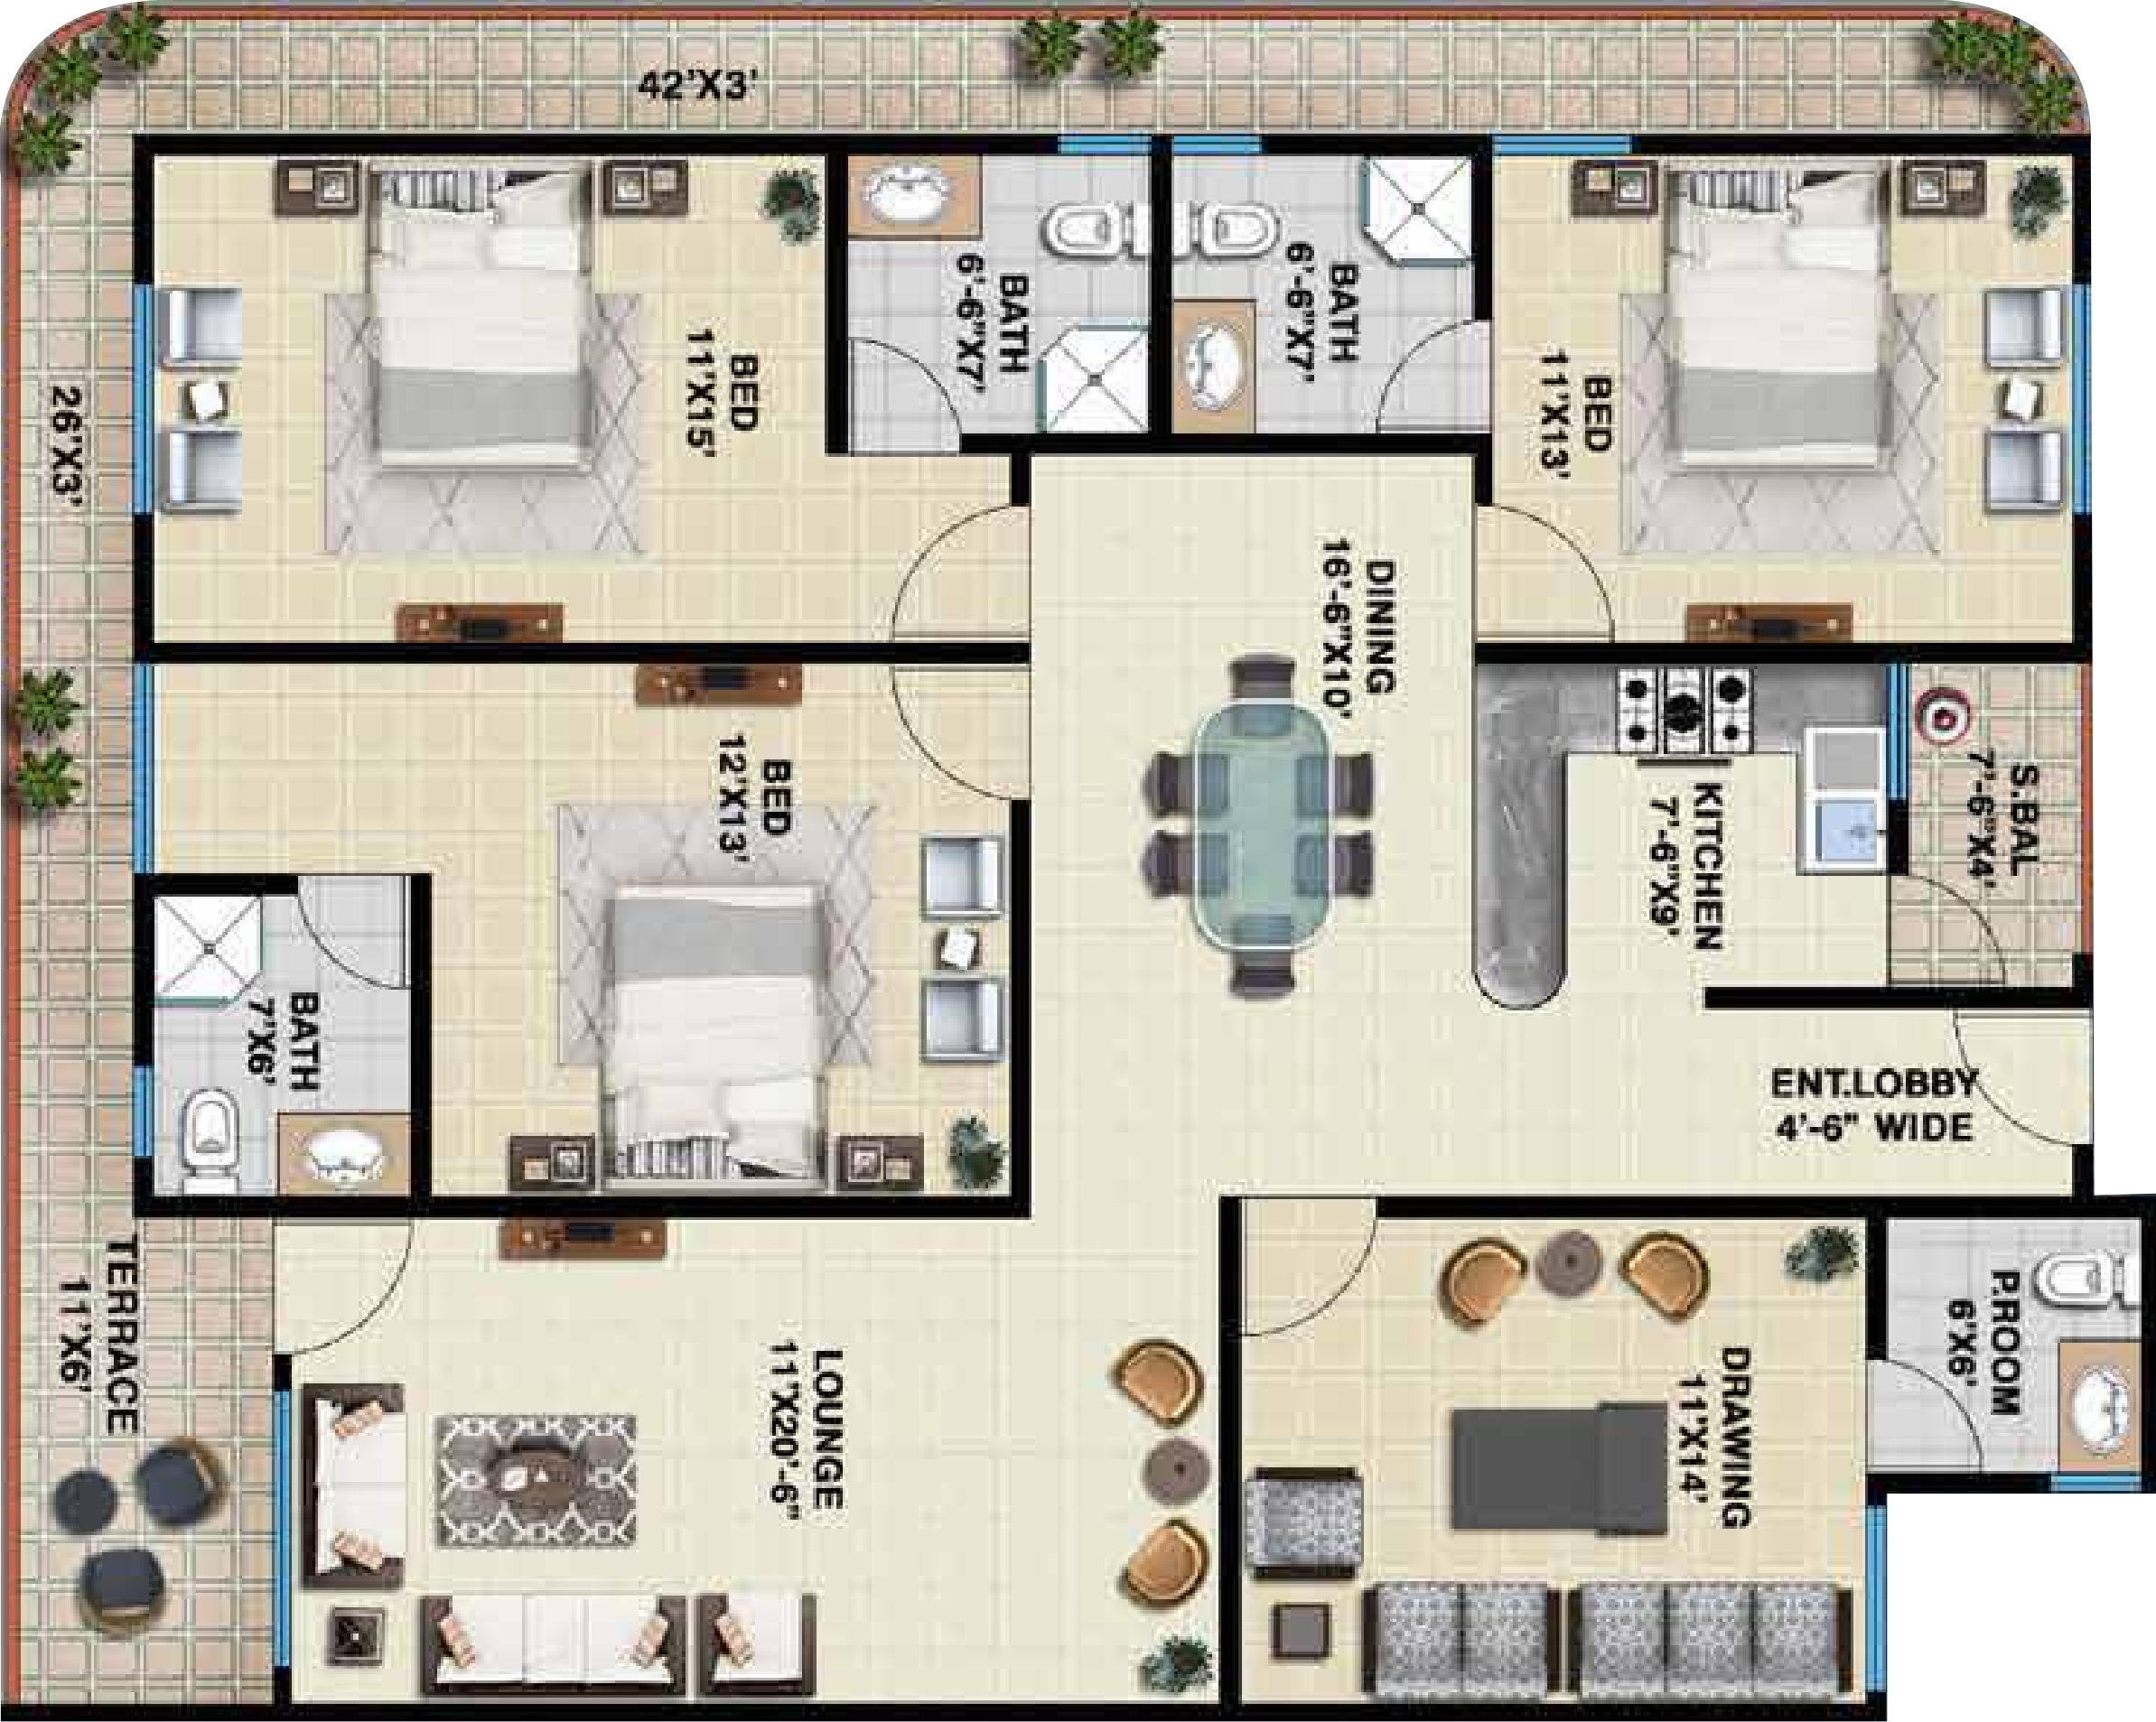 42'X3'
BATH
6'-6"X7'
BATH
6'-6"X7'
BED
11'X15'
BED
11'X13'
26'X3'
DINING
16'-6"X10'
BED
12'X13'
KITCHEN
7'-6"X9'
S.BAL
7'-6"X4'
BATH
7'X6'
ENT.LOBBY
4'-6" WIDE
TERRACE
11'X6'
LOUNGE
11'X20'-6"
DRAWING
11'X14'
P.ROOM
6'X6'